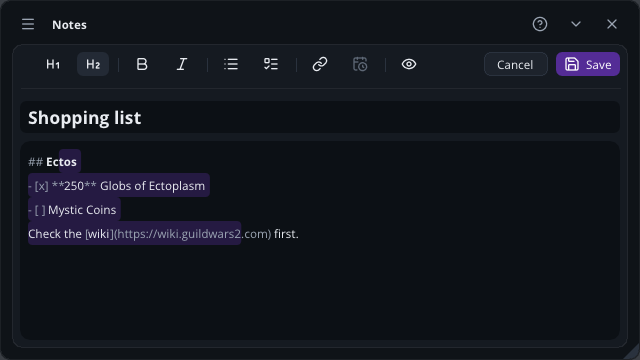 Notes
H1 H2 B I Cancel Save
Shopping list
## Ectos
- [x] **250** Globs of Ectoplasm
- [ ] Mystic Coins
Check the [wiki](https://wiki.guildwars2.com) first.